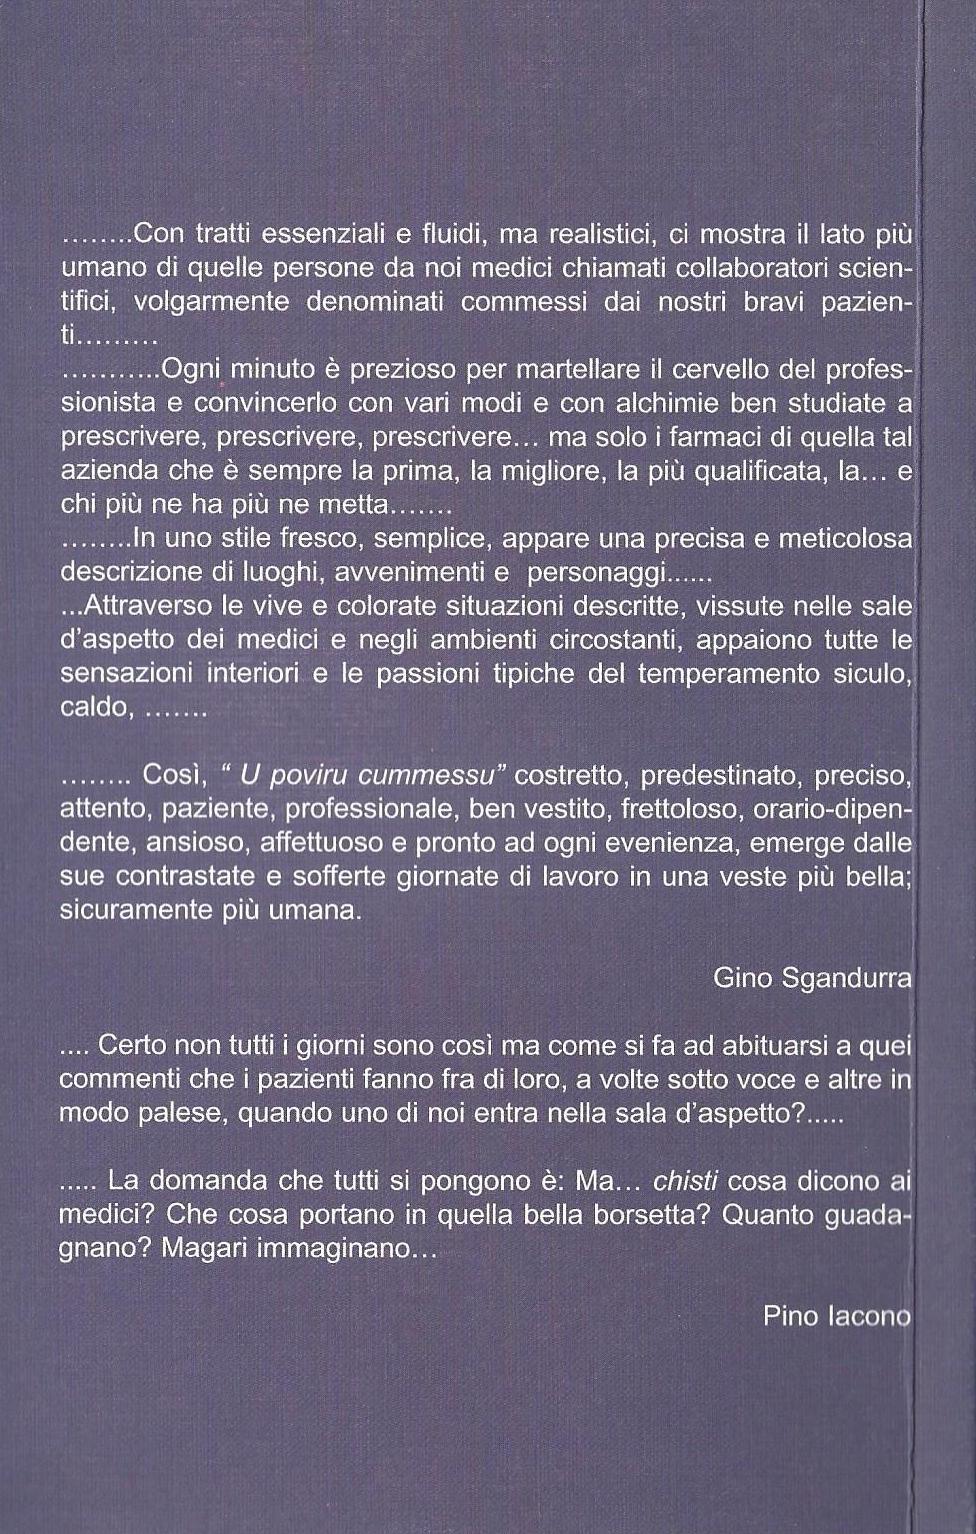 ........Con tratti essenziali e fluidi, ma realistici, ci mostra il lato più
umano di quelle persone da noi medici chiamati collaboratori scien-
tifici, volgarmente denominati commessi dai nostri bravi pazien-
ti.........
...........Ogni minuto è prezioso per martellare il cervello del profes-
sionista e convincerlo con vari modi e con alchimie ben studiate a
prescrivere, prescrivere, prescrivere... ma solo i farmaci di quella tal
azienda che è sempre la prima, la migliore, la più qualificata, la... e
chi più ne ha più ne metta.......
........In uno stile fresco, semplice, appare una precisa e meticolosa
descrizione di luoghi, avvenimenti e personaggi......
...Attraverso le vive e colorate situazioni descritte, vissute nelle sale
d'aspetto dei medici e negli ambienti circostanti, appaiono tutte le
sensazioni interiori e le passioni tipiche del temperamento siculo,
caldo, .......
........ Così, “ U poviru cummessu” costretto, predestinato, preciso,
attento, paziente, professionale, ben vestito, frettoloso, orario-dipen-
dente, ansioso, affettuoso e pronto ad ogni evenienza, emerge dalle
sue contrastate e sofferte giornate di lavoro in una veste più bella;
sicuramente più umana.
Gino Sgandurra
.... Certo non tutti i giorni sono così ma come si fa ad abituarsi a quei
commenti che i pazienti fanno fra di loro, a volte sotto voce e altre in
modo palese, quando uno di noi entra nella sala d'aspetto?.....
..... La domanda che tutti si pongono è: Ma... chisti cosa dicono ai
medici? Che cosa portano in quella bella borsetta? Quanto guada-
gnano? Magari immaginano...
Pino Iacono